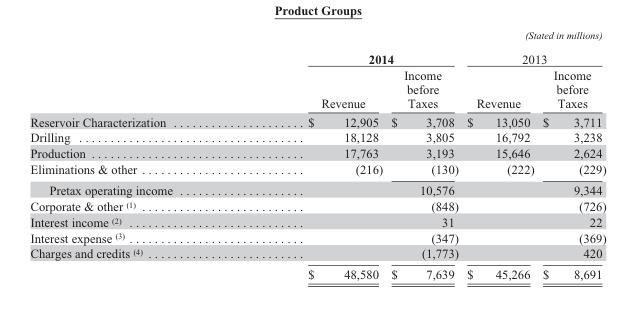 Product Groups
(Stated in millions)
2014 2013
Income Income
before before
Revenue Taxes Revenue Taxes
Reservoir Characterization ..................... $ 12,905 $ 3,708 $ 13,050 $ 3,711
Drilling ................................... 18,128 3,805 16,792 3,238
Production ................................. 17,763 3,193 15,646 2,624
Eliminations & other .......................... (216) (130) (222) (229)
Pretax operating income .................... 10,576 9,344
Corporate & other (1) .......................... (848) (726)
Interest income (2) ............................ 31 22
Interest expense (3) ........................... (347) (369)
Charges and credits (4) ......................... (1,773) 420
$ 48,580 $ 7,639 $ 45,266 $ 8,691